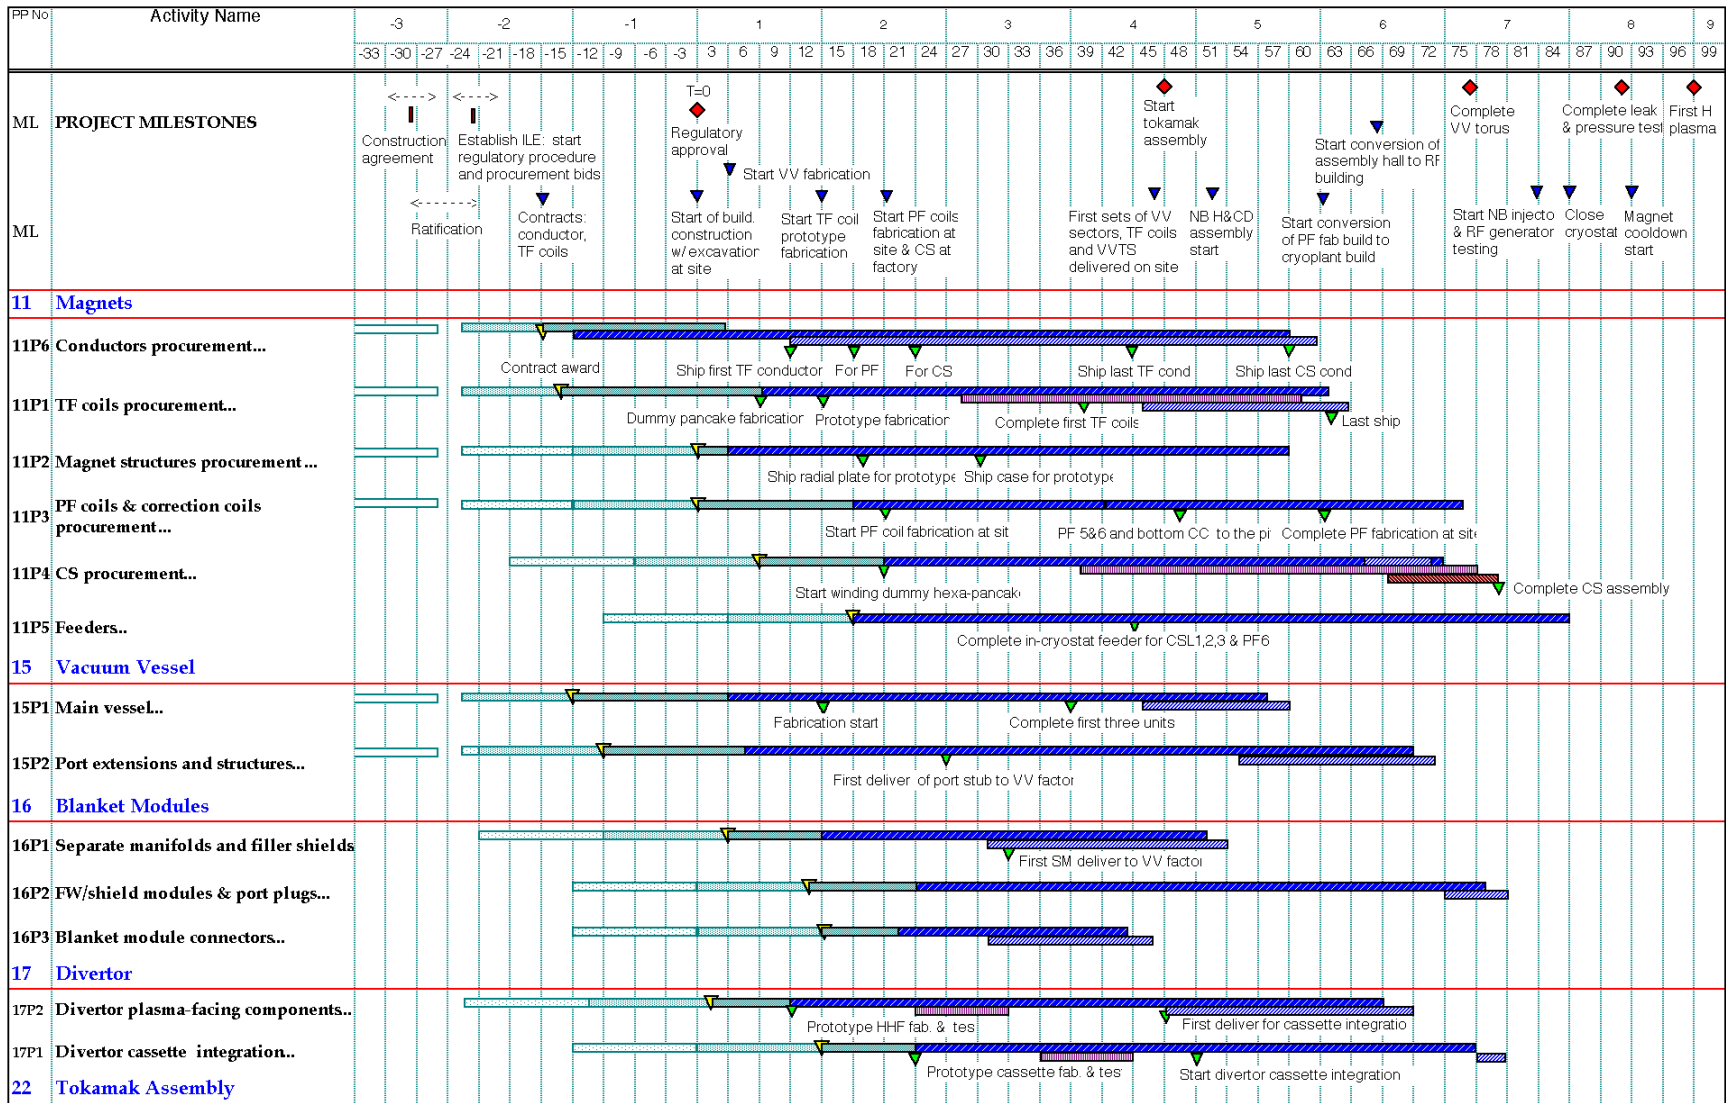 PP No Activity Name -3 -2 -1 1 2 3 4 5 6 7 8 9
-33 -30 -27 -24 -21 -18 -15 -12 -9 -6 -3 3 6 9 12 15 18 21 24 27 30 33 36 39 42 45 48 51 54 57 60 63 66 69 72 75 78 81 84 87 90 93 96 99
ML PROJECT MILESTONES
Construction
agreement
Establish ILE: start
regulatory procedure
and procurement bids
T=0
Regulatory
approval
Start VV fabrication
Start
tokamak
assembly
Start conversion of
assembly hall to RF
building
Complete
VV torus
Complete leak
& pressure test
First H
plasma
ML
Ratification
Contracts:
conductor,
TF coils
Start of build.
construction
w/excavation
at site
Start TF coil
prototype
fabrication
Start PF coils
fabrication at
site & CS at
factory
First sets of VV
sectors, TF coils
and VVTS
delivered on site
NB H&CD
assembly
start
Start conversion
of PF fab build to
cryoplant build
Start NB injecto
& RF generator
testing
Close
cryostat
Magnet
cooldown
start
11 Magnets
11P6 Conductors procurement...
Contract award
Ship first TF conductor
For PF
For CS
Ship last TF cond
Ship last CS cond
11P1 TF coils procurement...
Dummy pancake fabrication
Prototype fabrication
Complete first TF coils
Last ship
11P2 Magnet structures procurement...
Ship radial plate for prototype
Ship case for prototype
11P3 PF coils & correction coils
procurement...
Start PF coil fabrication at sit
PF 5&6 and bottom CC to the pi
Complete PF fabrication at site
11P4 CS procurement...
Start winding dummy hexa-pancake
Complete CS assembly
11P5 Feeders...
Complete in-cryostat feeder for CSL1,2,3 & PF6
15 Vacuum Vessel
15P1 Main vessel...
Fabrication start
Complete first three units
15P2 Port extensions and structures...
First deliver of port stub to VV factor
16 Blanket Modules
16P1 Separate manifolds and filler shields
First SM deliver to VV factor
16P2 FW/shield modules & port plugs...
16P3 Blanket module connectors...
17 Divertor
17P2 Divertor plasma-facing components...
Prototype HHF fab. & tes
First deliver for cassette integratio
17P1 Divertor cassette integration...
Prototype cassette fab. & tes
Start divertor cassette integration
22 Tokamak Assembly